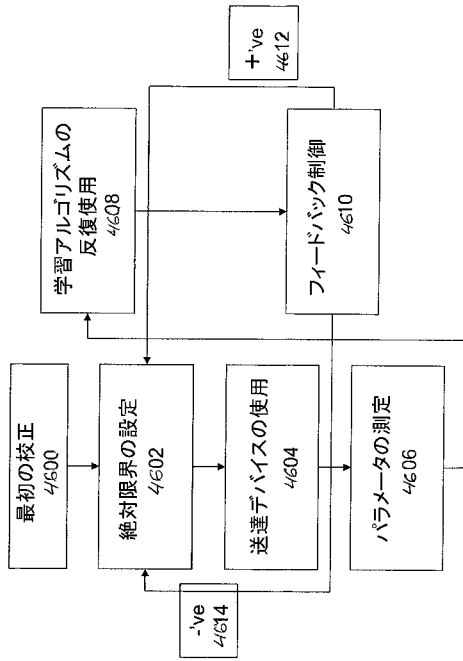 最初の校正
4600
絶対限界の設定
4602
送達デバイスの使用
4604
パラメータの測定
4606
学習アルゴリズムの
反復使用
4608
フィードバック制御
4610
+'ve
4612
-'ve
4614